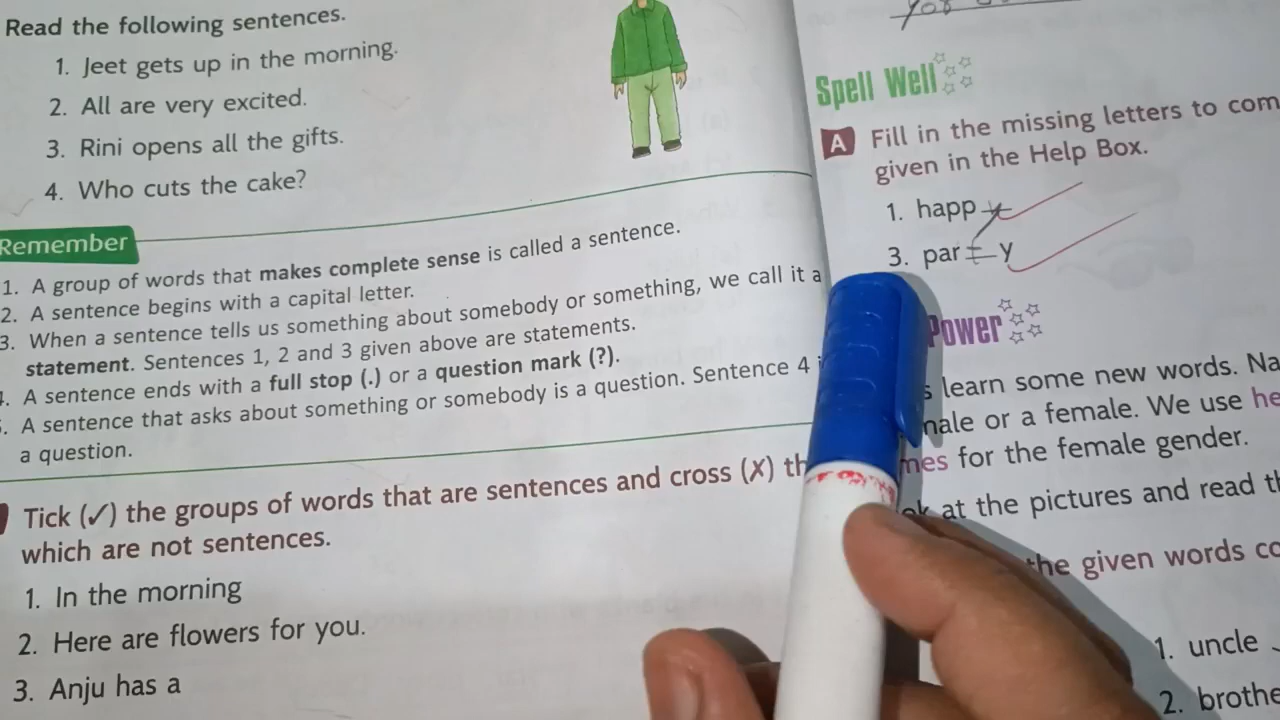 Read the following sentences.
1. Jeet gets up in the morning.
2. All are very excited.
3. Rini opens all the gifts.
4. Who cuts the cake?
Remember
1. A group of words that makes complete sense is called a sentence.
2. A sentence begins with a capital letter.
3. When a sentence tells us something about somebody or something, we call it a
statement. Sentences 1, 2 and 3 given above are statements.
. A sentence ends with a full stop (.) or a question mark (?).
. A sentence that asks about something or somebody is a question. Sentence 4
a question.
Tick (✓) the groups of words that are sentences and cross (✗) th
which are not sentences.
1. In the morning
2. Here are flowers for you.
3. Anju has a
Spell Well
A Fill in the missing letters to com
given in the Help Box.
1. happy
3. party
Power
s learn some new words. Na
male or a female. We use he
mes for the female gender.
ok at the pictures and read th
the given words co
1. uncle
2. brothe